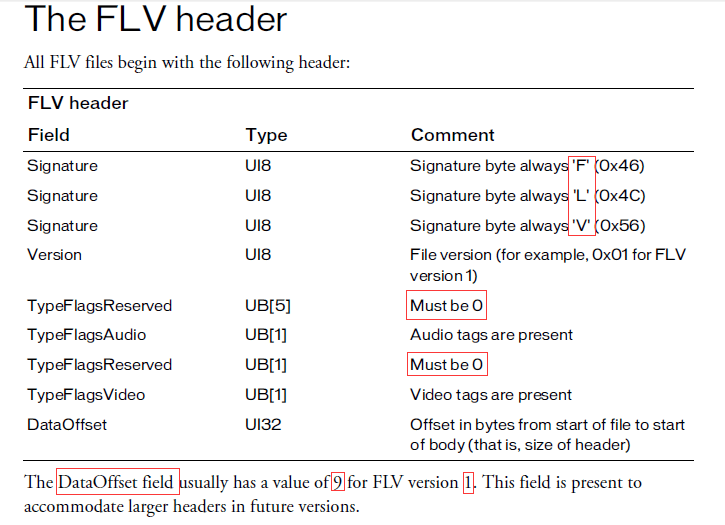 The FLV header
All FLV files begin with the following header:
FLV header
Field Type Comment
Signature UI8 Signature byte always 'F' (0x46)
Signature UI8 Signature byte always 'L' (0x4C)
Signature UI8 Signature byte always 'V' (0x56)
Version UI8 File version (for example, 0x01 for FLV
version 1)
TypeFlagsReserved UB[5] Must be 0
TypeFlagsAudio UB[1] Audio tags are present
TypeFlagsReserved UB[1] Must be 0
TypeFlagsVideo UB[1] Video tags are present
DataOffset UI32 Offset in bytes from start of file to start
of body (that is, size of header)
The DataOffset field usually has a value of 9 for FLV version 1. This field is present to
accommodate larger headers in future versions.